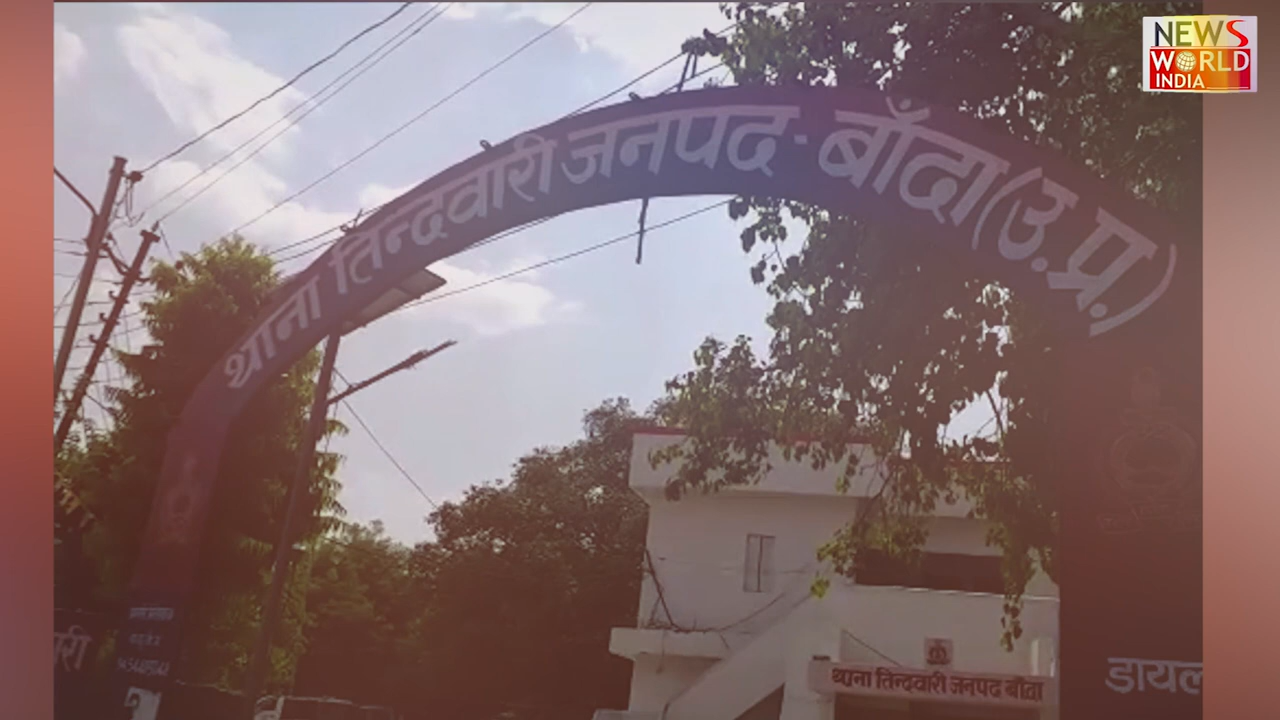 NEWS
WORLD
INDIA
थाना तिन्दवारी जनपद - बाँदा (उ.प्र.)
थाना तिन्दवारी जनपद बाँदा
डायल